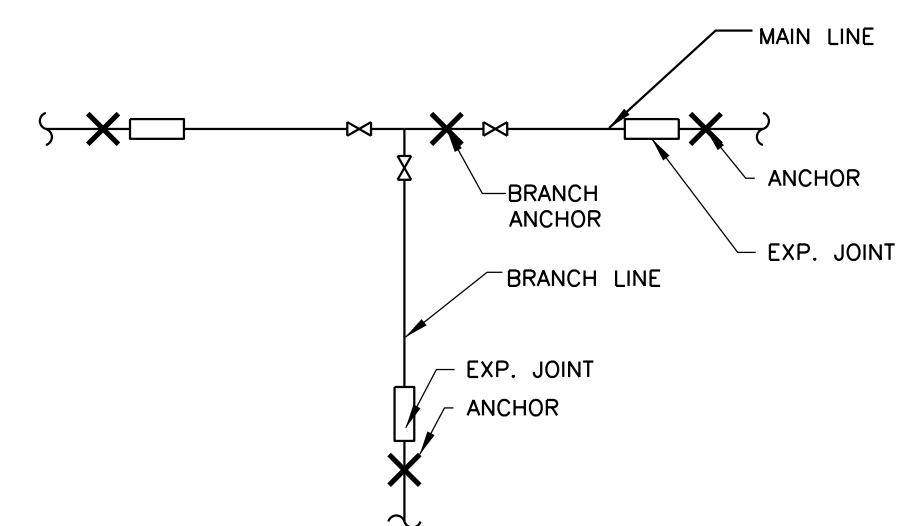 MAIN LINE
ANCHOR
BRANCH
ANCHOR
EXP. JOINT
BRANCH LINE
EXP. JOINT
ANCHOR